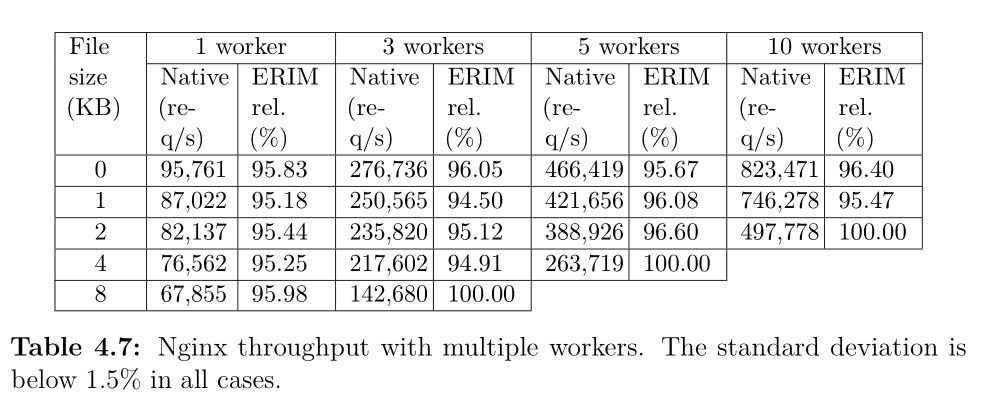 File 1 worker 3 workers 5 workers 10 workers
size Native ERIM Native ERIM Native ERIM Native ERIM
(KB) (re- rel. (re- rel. (re- rel. (re- rel.
q/s) (%) q/s) (%) q/s) (%) q/s) (%)
0 95,761 95.83 276,736 96.05 466,419 95.67 823,471 96.40
1 87,022 95.18 250,565 94.50 421,656 96.08 746,278 95.47
2 82,137 95.44 235,820 95.12 388,926 96.60 497,778 100.00
4 76,562 95.25 217,602 94.91 263,719 100.00
8 67,855 95.98 142,680 100.00
Table 4.7: Nginx throughput with multiple workers. The standard deviation is
below 1.5% in all cases.